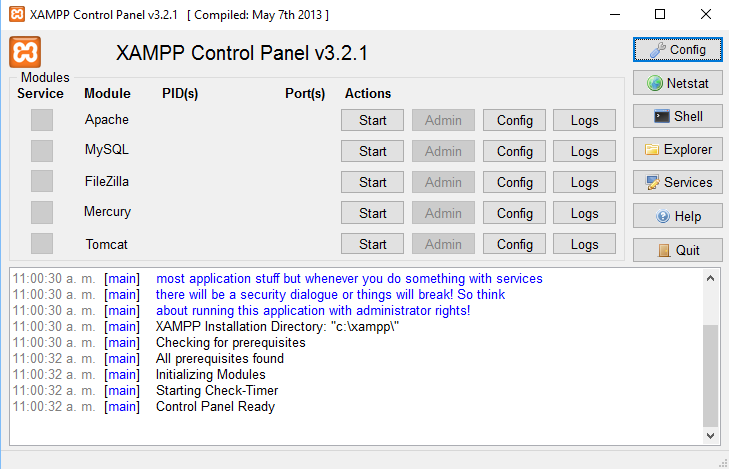 XAMPP Control Panel v3.2.1 [ Compiled: May 7th 2013 ]
XAMPP Control Panel v3.2.1
Config
Modules
Service Module PID(s) Port(s) Actions
Netstat
Apache Start Admin Config Logs
Shell
MySQL Start Admin Config Logs
Explorer
FileZilla Start Admin Config Logs
Services
Mercury Start Admin Config Logs
Help
Tomcat Start Admin Config Logs
Quit
11:00:30 a. m. [main] most application stuff but whenever you do something with services
11:00:30 a. m. [main] there will be a security dialogue or things will break! So think
11:00:30 a. m. [main] about running this application with administrator rights!
11:00:30 a. m. [main] XAMPP Installation Directory: "c:\xampp\"
11:00:30 a. m. [main] Checking for prerequisites
11:00:32 a. m. [main] All prerequisites found
11:00:32 a. m. [main] Initializing Modules
11:00:32 a. m. [main] Starting Check-Timer
11:00:32 a. m. [main] Control Panel Ready